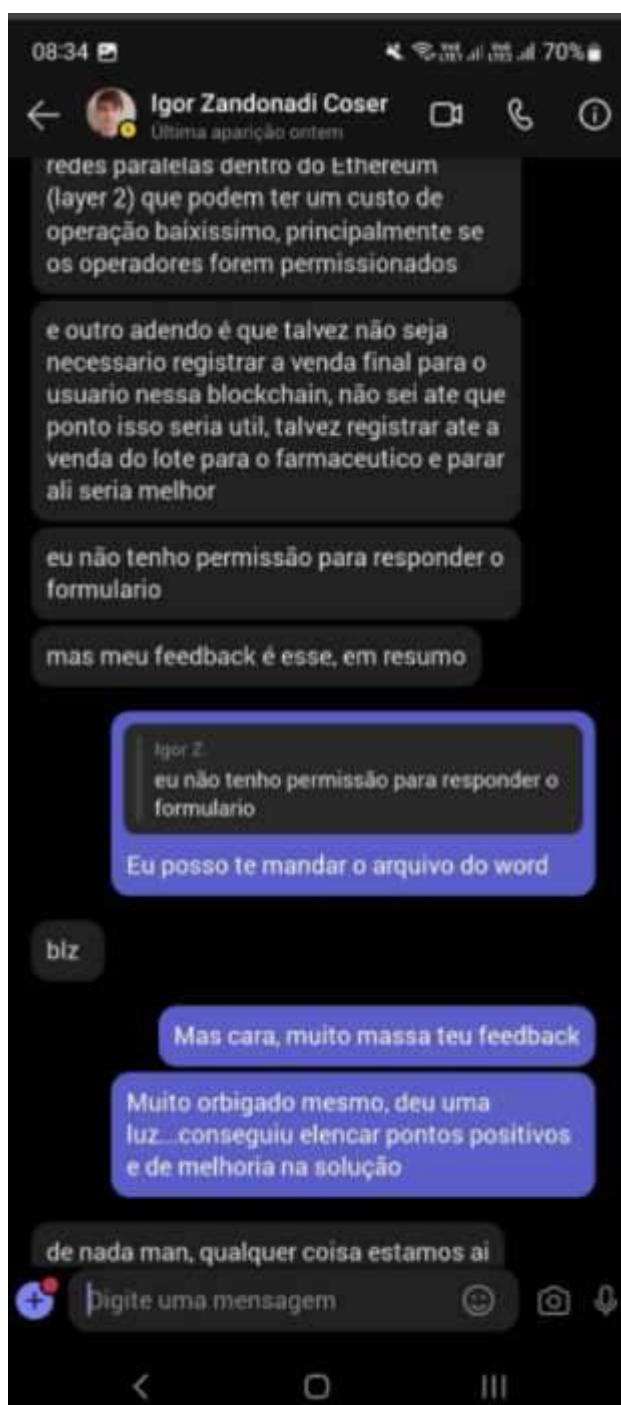 08:34
70%
Igor Zandonadi Coser
Última aparição ontem
redes paralelas dentro do Ethereum
(layer 2) que podem ter um custo de
operação baixissimo, principalmente se
os operadores forem permissionados
e outro adendo é que talvez não seja
necessario registrar a venda final para o
usuario nessa blockchain, não sei ate que
ponto isso seria util, talvez registrar ate a
venda do lote para o farmaceutico e parar
ali seria melhor
eu não tenho permissão para responder o
formulario
mas meu feedback é esse, em resumo
Igor Z.
eu não tenho permissão para responder o
formulario
Eu posso te mandar o arquivo do word
blz
Mas cara, muito massa teu feedback
Muito orbigado mesmo, deu uma
luz...conseguiu elencar pontos positivos
e de melhoria na solução
de nada man, qualquer coisa estamos ai
Digite uma mensagem